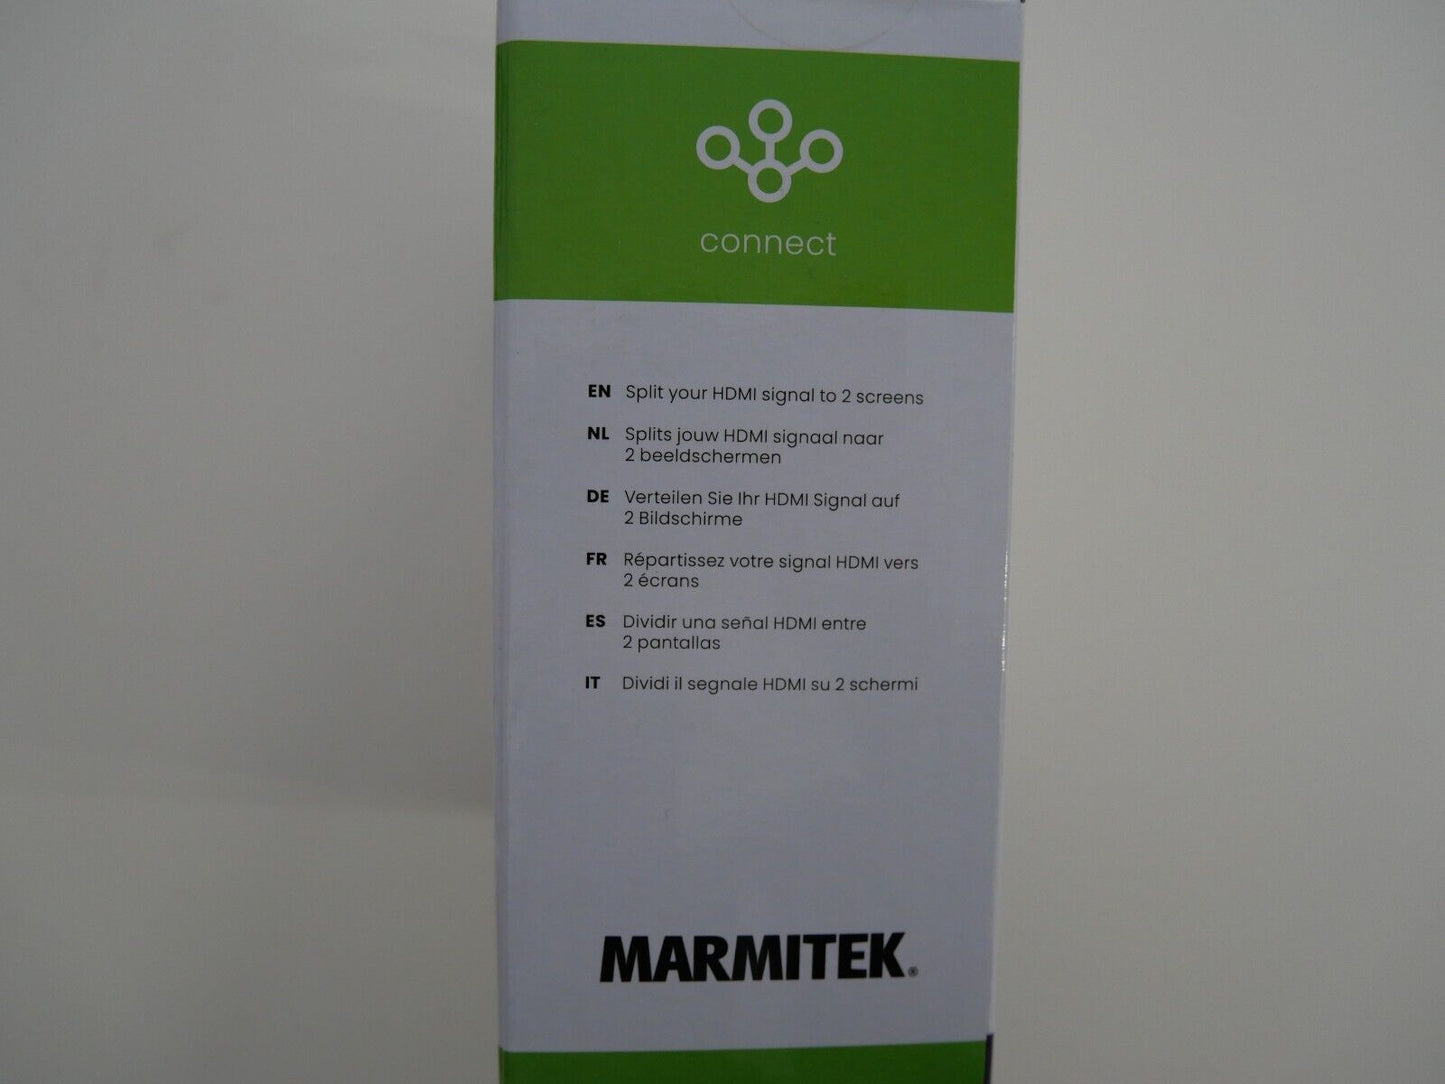 connect
EN Split your HDMI signal to 2 screens
NL Splits jouw HDMI signaal naar
2 beeldschermen
DE Verteilen Sie Ihr HDMI Signal auf
2 Bildschirme
FR Répartissez votre signal HDMI vers
2 écrans
ES Dividir una señal HDMI entre
2 pantallas
IT Dividi il segnale HDMI su 2 schermi
MARMITEK®